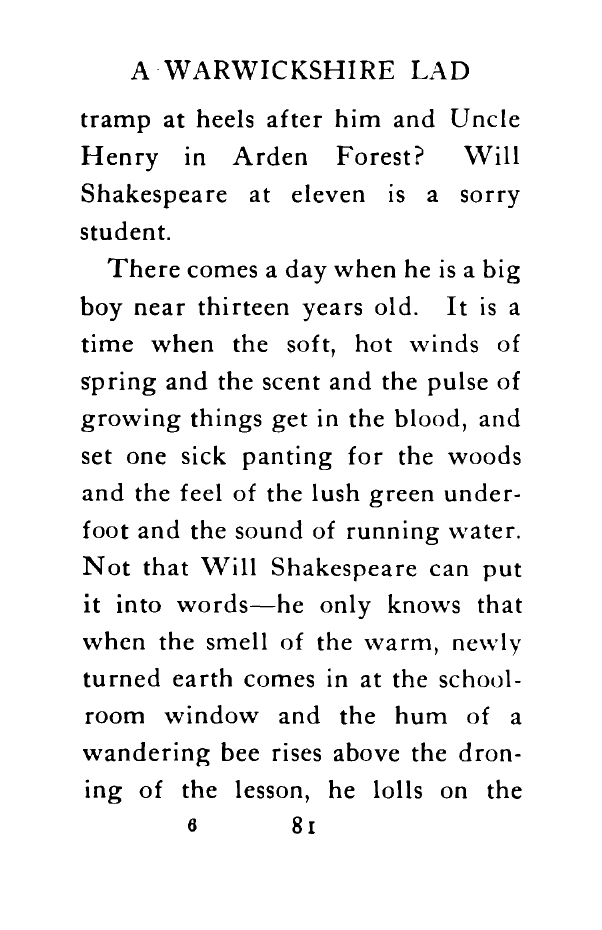 A WARWICKSHIRE LAD
tramp at heels after him and Uncle
Henry in Arden Forest? Will
Shakespeare at eleven is a sorry
student.
There comes a day when he is a big
boy near thirteen years old. It is a
time when the soft, hot winds of
spring and the scent and the pulse of
growing things get in the blood, and
set one sick panting for the woods
and the feel of the lush green under-
foot and the sound of running water.
Not that Will Shakespeare can put
it into words—he only knows that
when the smell of the warm, newly
turned earth comes in at the school-
room window and the hum of a
wandering bee rises above the dron-
ing of the lesson, he lolls on the
6 81